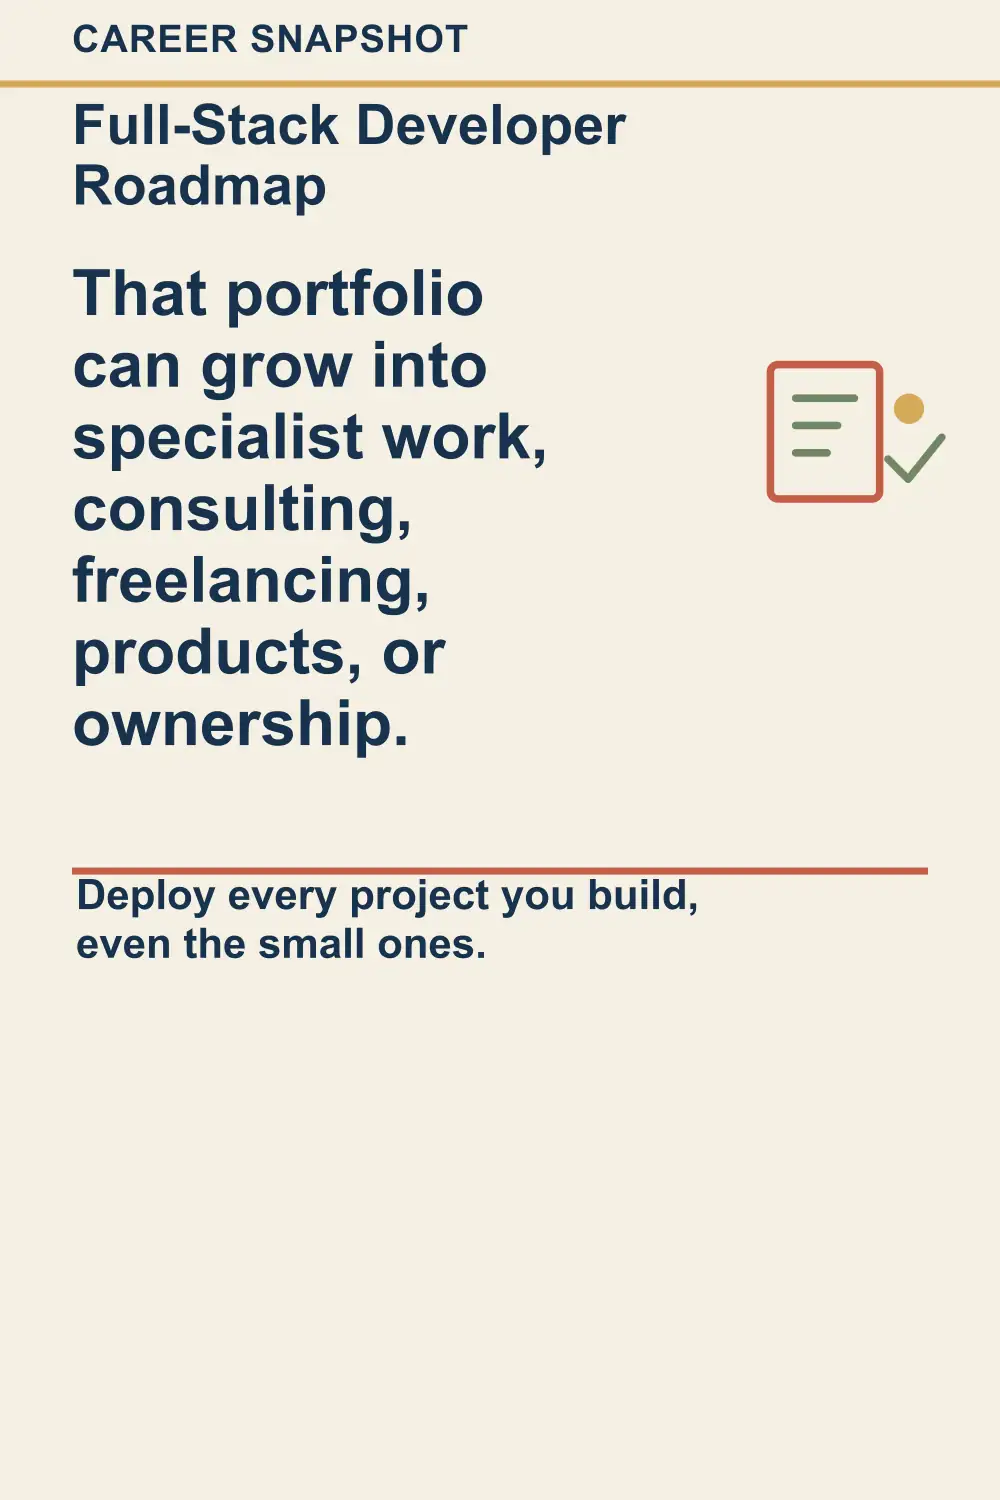 CAREER SNAPSHOT
Full-Stack Developer
Roadmap
That portfolio
can grow into
specialist work,
consulting,
freelancing,
products, or
ownership.
Deploy every project you build,
even the small ones.